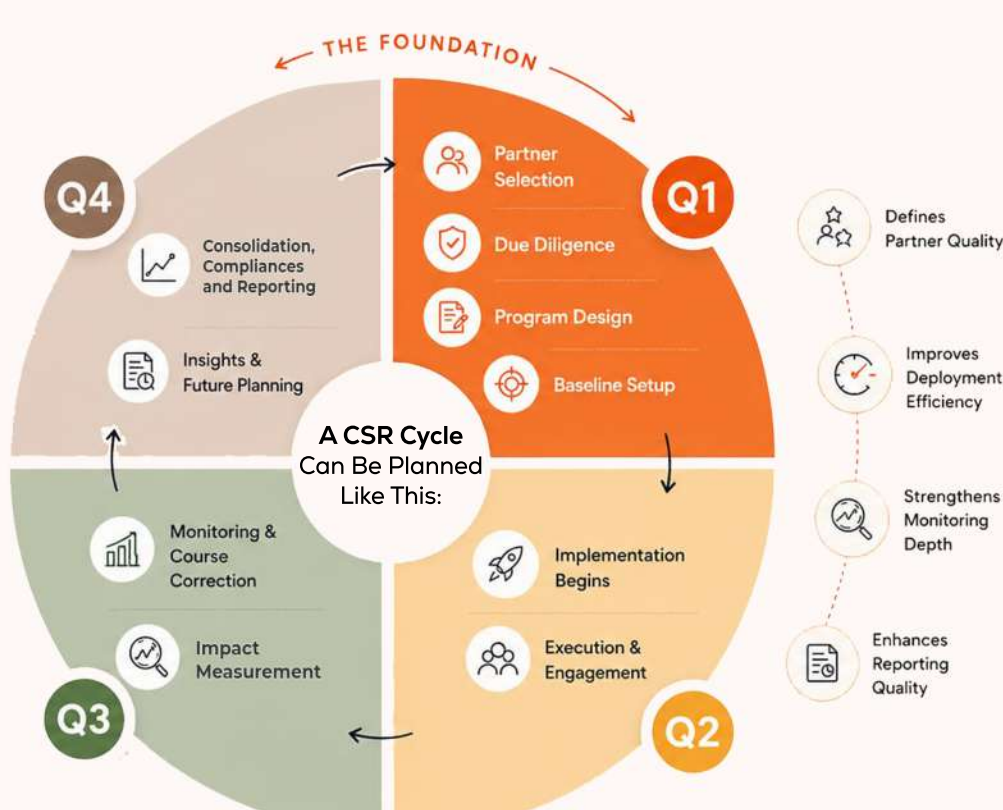 THE FOUNDATION
Q1
Partner
Selection
Due Diligence
Program Design
Baseline Setup
Q2
Implementation
Begins
Execution &
Engagement
Q3
Monitoring &
Course
Correction
Impact
Measurement
Q4
Consolidation,
Compliances
and Reporting
Insights &
Future Planning
A CSR Cycle
Can Be Planned
Like This:
Defines
Partner Quality
Improves
Deployment
Efficiency
Strengthens
Monitoring
Depth
Enhances
Reporting
Quality